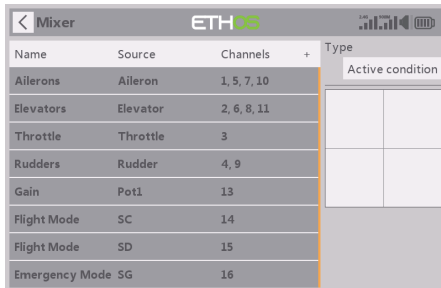 Mixer
ETHOS
2.4G
Name Source Channels +
Ailerons Aileron 1, 5, 7, 10
Elevators Elevator 2, 6, 8, 11
Throttle Throttle 3
Rudders Rudder 4, 9
Gain Pot1 13
Flight Mode SC 14
Flight Mode SD 15
Emergency Mode SG 16
Type
Active condition